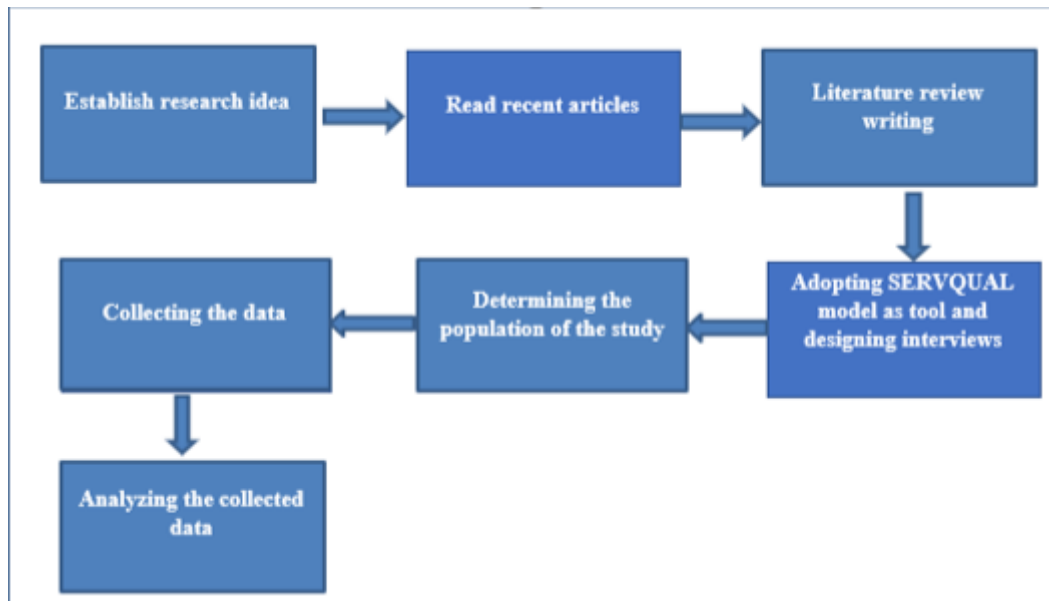 Establish research idea
Read recent articles
Literature review
writing
Adopting SERVQUAL
model as tool and
designing interviews
Determining the
population of the study
Collecting the data
Analyzing the collected
data